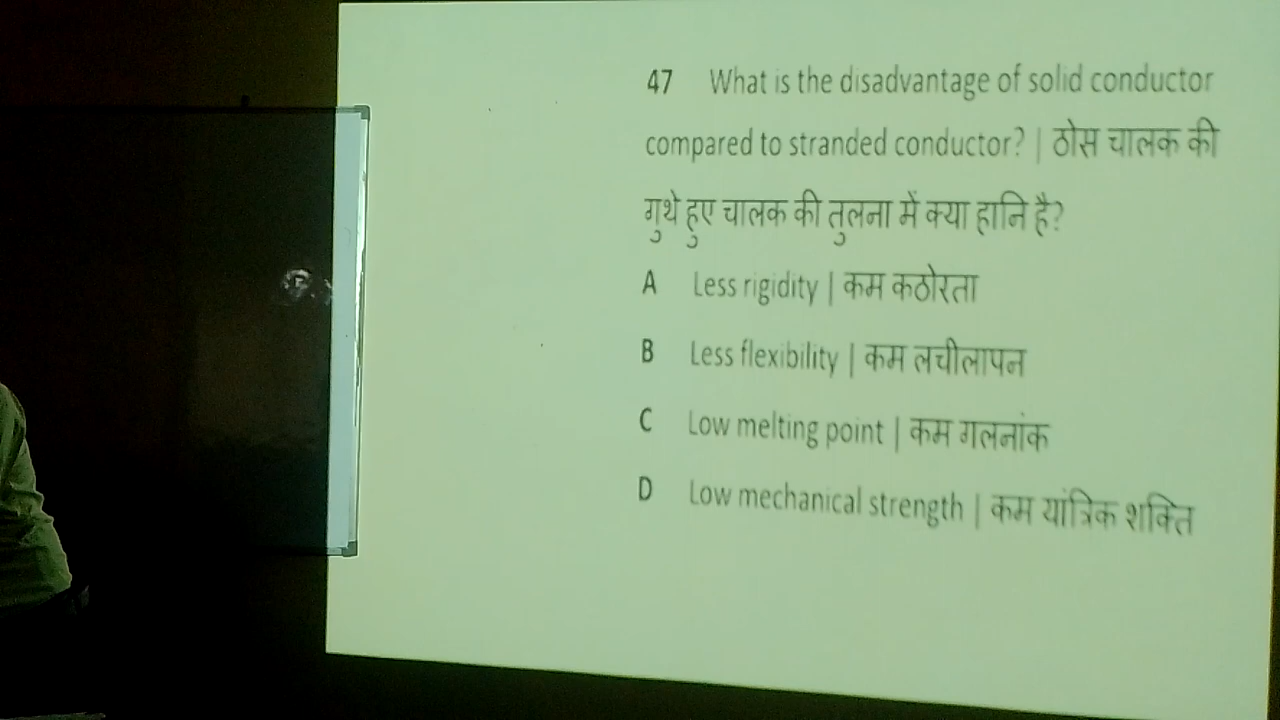 47 What is the disadvantage of solid conductor
compared to stranded conductor? | ठोस चालक की
गुथे हुए चालक की तुलना में क्या हानि है?
A Less rigidity | कम कठोरता
B Less flexibility | कम लचीलापन
C Low melting point | कम गलनांक
D Low mechanical strength | कम यांत्रिक शक्ति